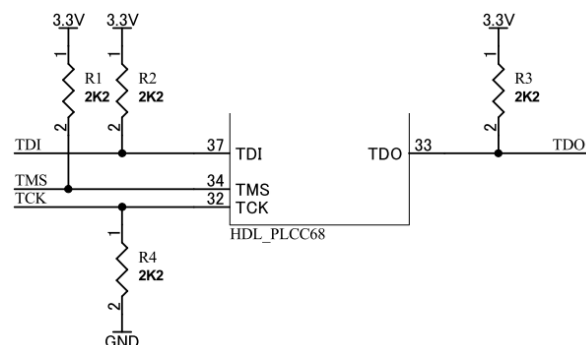 3.3V 3.3V 3.3V
1 1 1
R1 R2 R3
2K2 2K2 2K2
2 2 2
TDI 37 TDI TDO 33 TDO
TMS 34 TMS
TCK 32 TCK
HDL_PLCC68
1
R4
2K2
2
GND